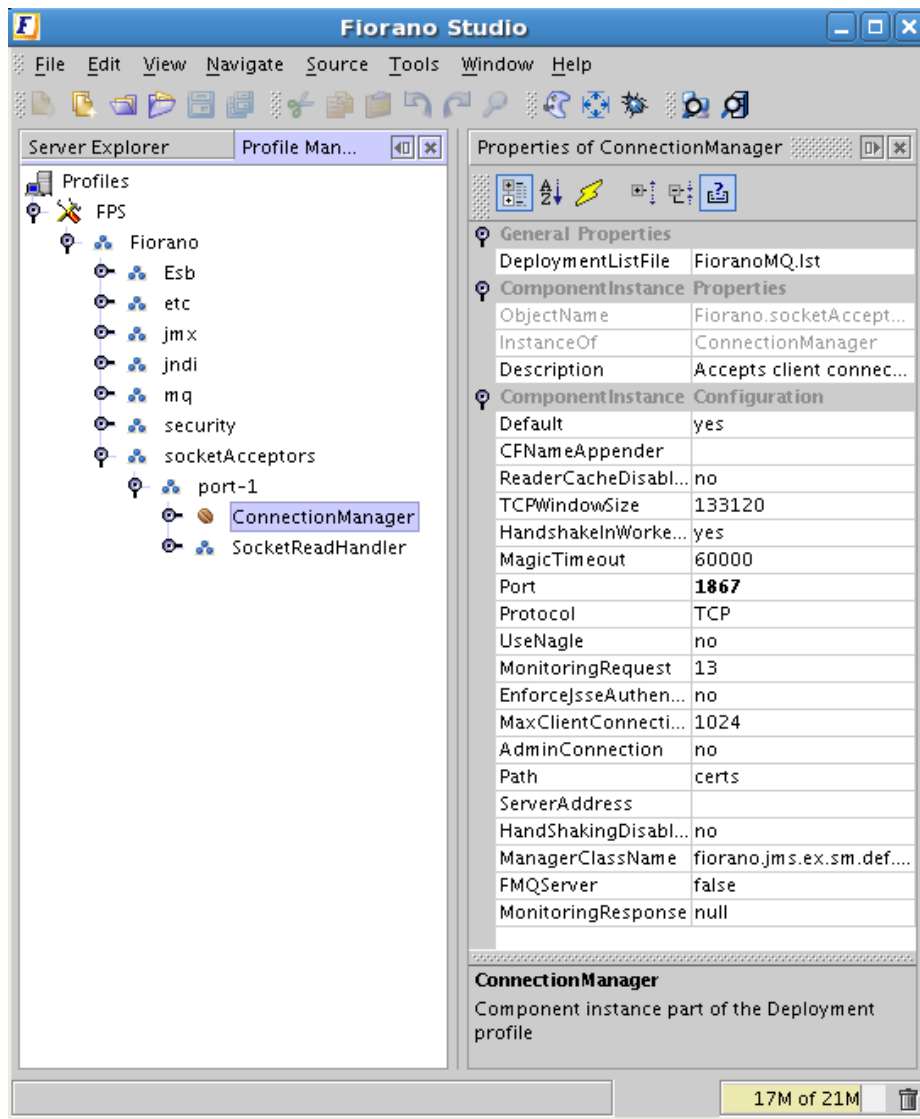 Fiorano Studio
File Edit View Navigate Source Tools Window Help
Server Explorer
Profile Man...
Profiles
FPS
Fiorano
Esb
etc
jmx
jndi
mq
security
socketAcceptors
port-1
ConnectionManager
SocketReadHandler
Properties of ConnectionManager
General Properties
DeploymentListFile FioranoMQ.lst
ComponentInstance Properties
ObjectName Fiorano.socketAccept...
InstanceOf ConnectionManager
Description Accepts client connec...
ComponentInstance Configuration
Default yes
CFNameAppender
ReaderCacheDisabl... no
TCPWindowSize 133120
HandshakeInWorke... yes
MagicTimeout 60000
Port 1867
Protocol TCP
UseNagle no
MonitoringRequest 13
EnforceJsseAuthen... no
MaxClientConnecti... 1024
AdminConnection no
Path certs
ServerAddress
HandShakingDisabl... no
ManagerClassName fiorano.jms.ex.sm.def....
FMQServer false
MonitoringResponse null
ConnectionManager
Component instance part of the Deployment
profile
17M of 21M